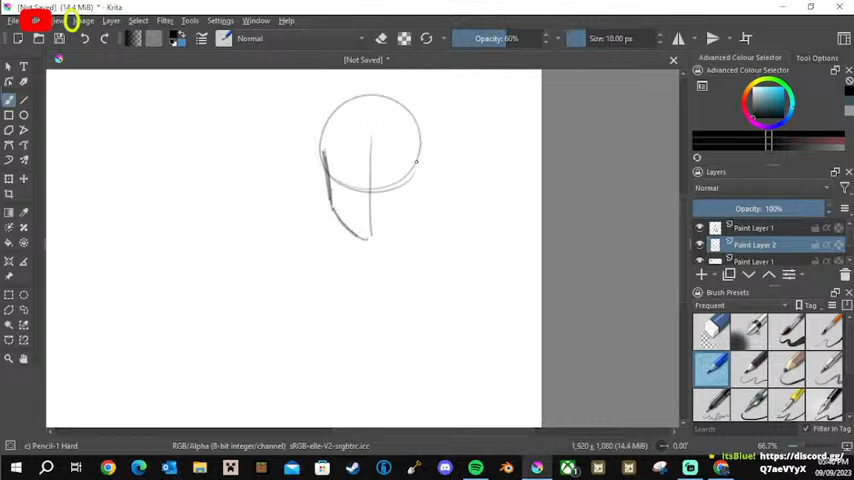 [Not Saved] (14.4 MiB) * - Krita
File Edit View Image Layer Select Filter Tools Settings Window Help
Normal
Opacity: 60%
Size: 10.00 px
[Not Saved] *
Advanced Colour Selector
Tool Options
Advanced Colour Selector
Layers
Normal
Opacity: 100%
Paint Layer 1
Paint Layer 2
Paint Layer 1
Brush Presets
Frequent
Tag
Search
Filter in Tag
c) Pencil-1 Hard
RGB/Alpha (8-bit integer/channel) sRGB-elle-V2-srgbtrc.icc
1,920 x 1,080 (14.4 MiB)
0.00°
66.7%
ItsBlue! https://discord.gg/
Q7aeVYyX
09/09/2023